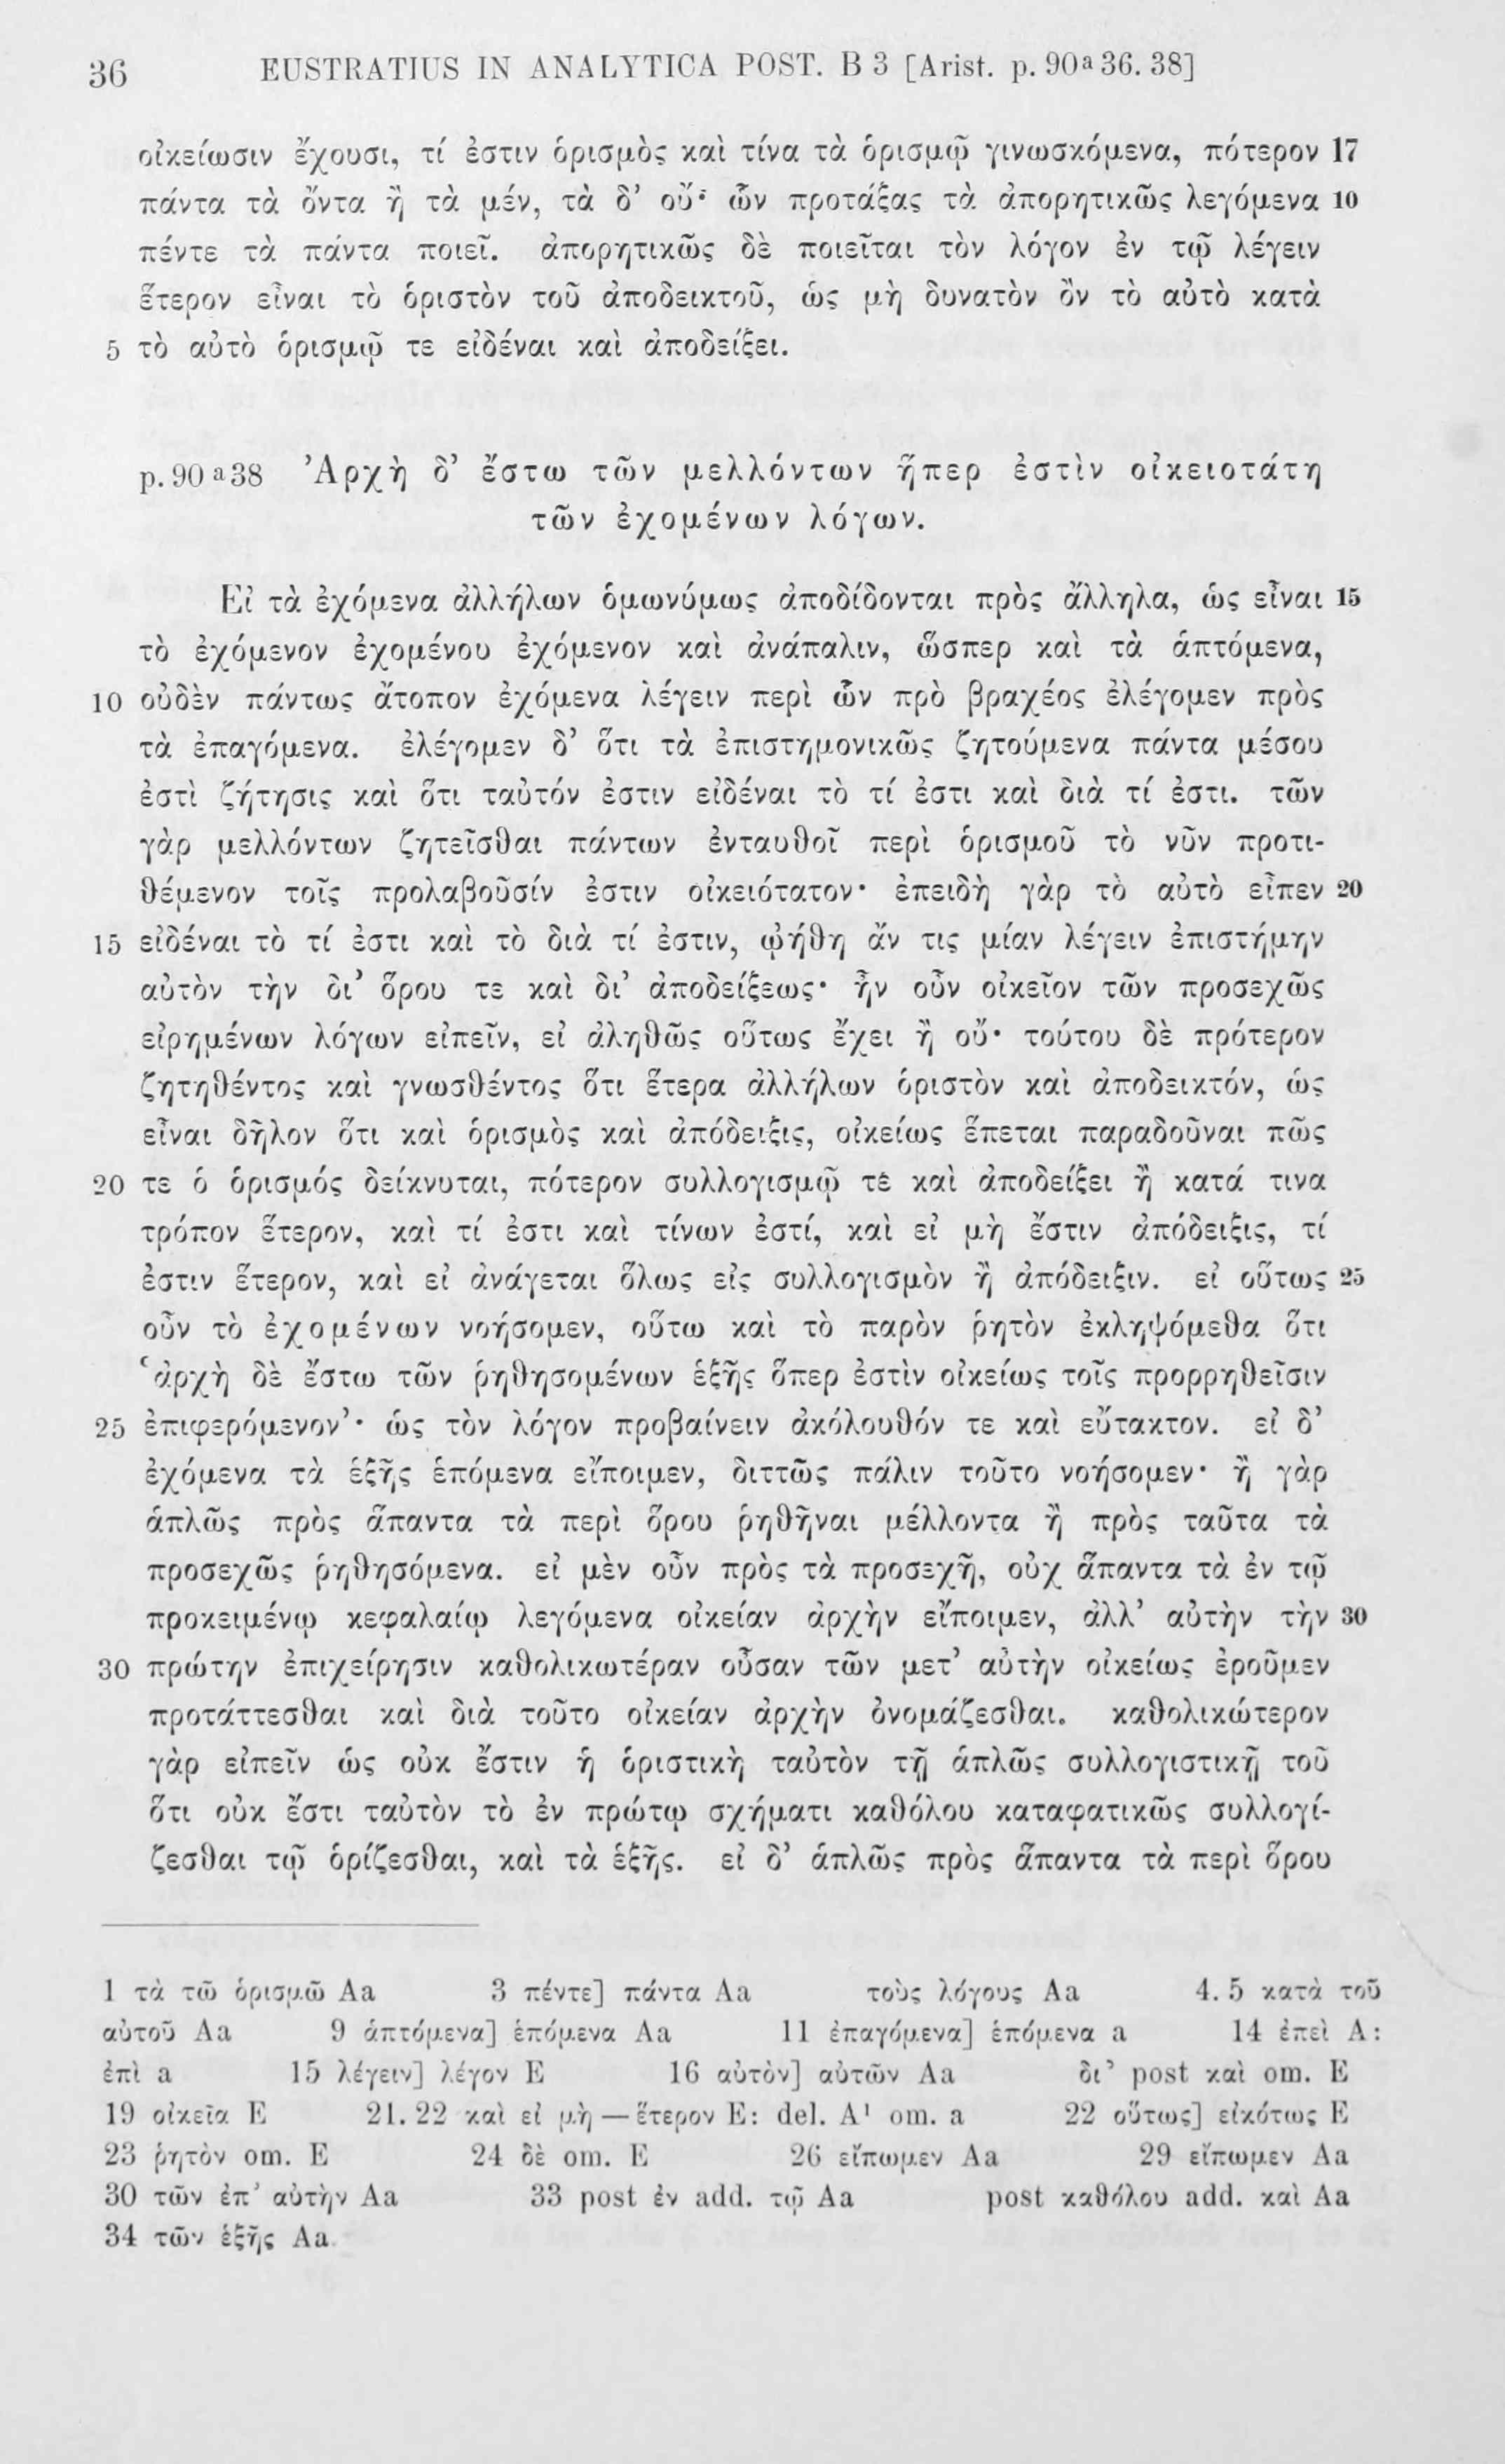 36 EUSTRATIUS IN ANALYTICA POST. B 3 [Arist. p. 90a36. 38]
οἰκείωσιν ἔχουσι, τί ἐστιν ὁρισμὸς καὶ τίνα τὰ ὁρισμῷ γινωσκόμενα, πότερον 17
πάντα τὰ ὄντα ἢ τὰ μέν, τὰ δ’ οὔ· ὧν προτάξας τὰ ἀπορητικῶς λεγόμενα 10
πέντε τὰ πάντα ποιεῖ. ἀπορητικῶς δὲ ποιεῖται τὸν λόγον ἐν τῷ λέγειν
ἕτερον εἶναι τὸ ὁριστὸν τοῦ ἀποδεικτοῦ, ὡς μὴ δυνατὸν ὂν τὸ αὐτὸ κατὰ
5 τὸ αὐτὸ ὁρισμῷ τε εἰδέναι καὶ ἀποδείξει.
p. 90a38 Ἀρχὴ δ’ ἔστω τῶν μελλόντων ἥπερ ἐστὶν οἰκειοτάτη
τῶν ἐχομένων λόγων.
Εἰ τὰ ἐχόμενα ἀλλήλων ὁμωνύμως ἀποδίδονται πρὸς ἄλληλα, ὡς εἶναι 15
τὸ ἐχόμενον ἐχομένου ἐχόμενον καὶ ἀνάπαλιν, ὥσπερ καὶ τὰ ἁπτόμενα,
10 οὐδὲν πάντως ἄτοπον ἐχόμενα λέγειν περὶ ὧν πρὸ βραχέος ἐλέγομεν πρὸς
τὰ ἐπαγόμενα. ἐλέγομεν δ’ ὅτι τὰ ἐπιστημονικῶς ζητούμενα πάντα μέσου
ἐστὶ ζήτησις καὶ ὅτι ταὐτόν ἐστιν εἰδέναι τὸ τί ἐστι καὶ διὰ τί ἐστι. τῶν
γὰρ μελλόντων ζητεῖσθαι πάντων ἐνταυθοῖ περὶ ὁρισμοῦ τὸ νῦν προτι-
θέμενον τοῖς προλαβοῦσίν ἐστιν οἰκειότατον· ἐπειδὴ γὰρ τὸ αὐτὸ εἶπεν 20
15 εἰδέναι τὸ τί ἐστι καὶ τὸ διὰ τί ἐστιν, ᾠήθη ἄν τις μίαν λέγειν ἐπιστήμην
αὐτὸν τὴν δι’ ὅρου τε καὶ δι’ ἀποδείξεως· ἦν οὖν οἰκεῖον τῶν προσεχῶς
εἰρημένων λόγων εἰπεῖν, εἰ ἀληθῶς οὕτως ἔχει ἢ οὔ· τούτου δὲ πρότερον
ζητηθέντος καὶ γνωσθέντος ὅτι ἕτερα ἀλλήλων ὁριστὸν καὶ ἀποδεικτόν, ὡς
εἶναι δῆλον ὅτι καὶ ὁρισμὸς καὶ ἀπόδειξις, οἰκείως ἕπεται παραδοῦναι πῶς
20 τε ὁ ὁρισμός δείκνυται, πότερον συλλογισμῷ τε καὶ ἀποδείξει ἢ κατά τινα
τρόπον ἕτερον, καὶ τί ἐστι καὶ τίνων ἐστί, καὶ εἰ μὴ ἔστιν ἀπόδειξις, τί
ἐστιν ἕτερον, καὶ εἰ ἀνάγεται ὅλως εἰς συλλογισμὸν ἢ ἀπόδειξιν. εἰ οὕτως 25
οὖν τὸ ἐχομένων νοήσομεν, οὕτω καὶ τὸ παρὸν ῥητὸν ἐκληψόμεθα ὅτι
‘ἀρχὴ δὲ ἔστω τῶν ῥηθησομένων ἑξῆς ὅπερ ἐστὶν οἰκείως τοῖς προρρηθεῖσιν
25 ἐπιφερόμενον’· ὡς τὸν λόγον προβαίνειν ἀκόλουθόν τε καὶ εὔτακτον. εἰ δ’
ἐχόμενα τὰ ἑξῆς ἑπόμενα εἴποιμεν, διττῶς πάλιν τοῦτο νοήσομεν· ἢ γὰρ
ἁπλῶς πρὸς ἅπαντα τὰ περὶ ὅρου ῥηθῆναι μέλλοντα ἢ πρὸς ταῦτα τὰ
προσεχῶς ῥηθησόμενα. εἰ μὲν οὖν πρὸς τὰ προσεχῆ, οὐχ ἅπαντα τὰ ἐν τῷ
προκειμένῳ κεφαλαίῳ λεγόμενα οἰκείαν ἀρχὴν εἴποιμεν, ἀλλ’ αὐτὴν τὴν 30
30 πρώτην ἐπιχείρησιν καθολικωτέραν οὖσαν τῶν μετ’ αὐτὴν οἰκείως ἐροῦμεν
προτάττεσθαι καὶ διὰ τοῦτο οἰκείαν ἀρχὴν ὀνομάζεσθαι. καθολικώτερον
γὰρ εἰπεῖν ὡς οὐκ ἔστιν ἡ ὁριστικὴ ταὐτὸν τῇ ἁπλῶς συλλογιστικῇ τοῦ
ὅτι οὐκ ἔστι ταὐτὸν τὸ ἐν πρώτῳ σχήματι καθόλου καταφατικῶς συλλογί-
ζεσθαι τῷ ὁρίζεσθαι, καὶ τὰ ἑξῆς. εἰ δ’ ἁπλῶς πρὸς ἅπαντα τὰ περὶ ὅρου
1 τὰ τῶ ὁρισμῶ Aa 3 πέντε] πάντα Aa τοὺς λόγους Aa 4. 5 κατὰ τοῦ
αὐτοῦ Aa 9 ἁπτόμενα] ἑπόμενα Aa 11 ἐπαγόμενα] ἑπόμενα a 14 ἐπεὶ A:
ἐπὶ a 15 λέγειν] λέγον E 16 αὐτὸν] αὐτῶν Aa δι’ post καὶ om. E
19 οἰκεῖα E 21. 22 καὶ εἰ μὴ — ἕτερον E: del. A¹ om. a 22 οὕτως] εἰκότως E
23 ῥητὸν om. E 24 δὲ om. E 26 εἴπωμεν Aa 29 εἴπωμεν Aa
30 τῶν ἐπ’ αὐτὴν Aa 33 post ἐν add. τῷ Aa post καθόλου add. καὶ Aa
34 τῶν ἑξῆς Aa